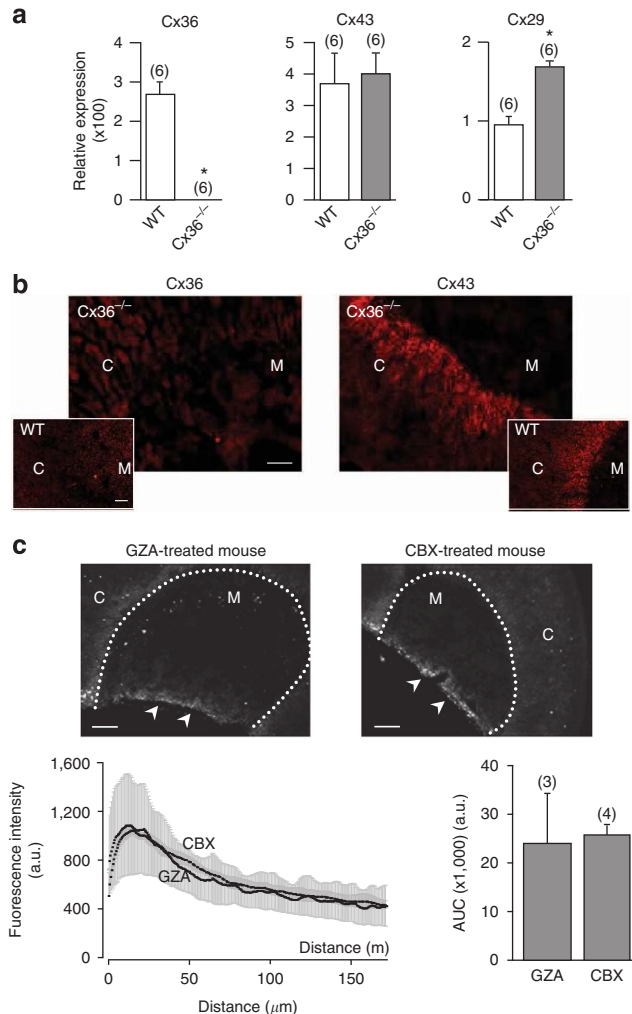 a
Cx36
Cx43
Cx29
Relative expression
(x100)
4
3
2
1
0
(6)
*
(6)
WT
Cx36−/−
5
4
3
2
1
0
(6)
(6)
WT
Cx36−/−
2
1
0
(6)
*
(6)
WT
Cx36−/−
b
Cx36
Cx43
Cx36−/−
C
M
WT
C
M
Cx36−/−
C
M
WT
C
M
c
GZA-treated mouse
CBX-treated mouse
C
M
M
C
Fuorescence intensity
(a.u.)
1,600
1,200
800
400
0
CBX
GZA
Distance (m)
0
50
100
150
Distance (μm)
AUC (x1,000) (a.u.)
40
30
20
10
0
(3)
(4)
GZA
CBX